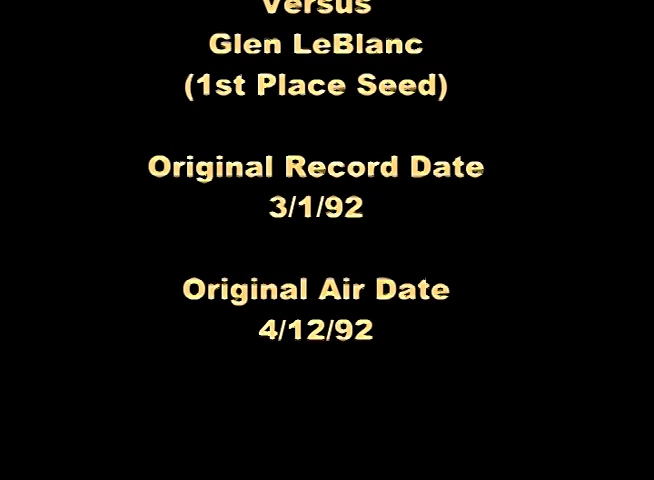 Versus
Glen LeBlanc
(1st Place Seed)
Original Record Date
3/1/92
Original Air Date
4/12/92